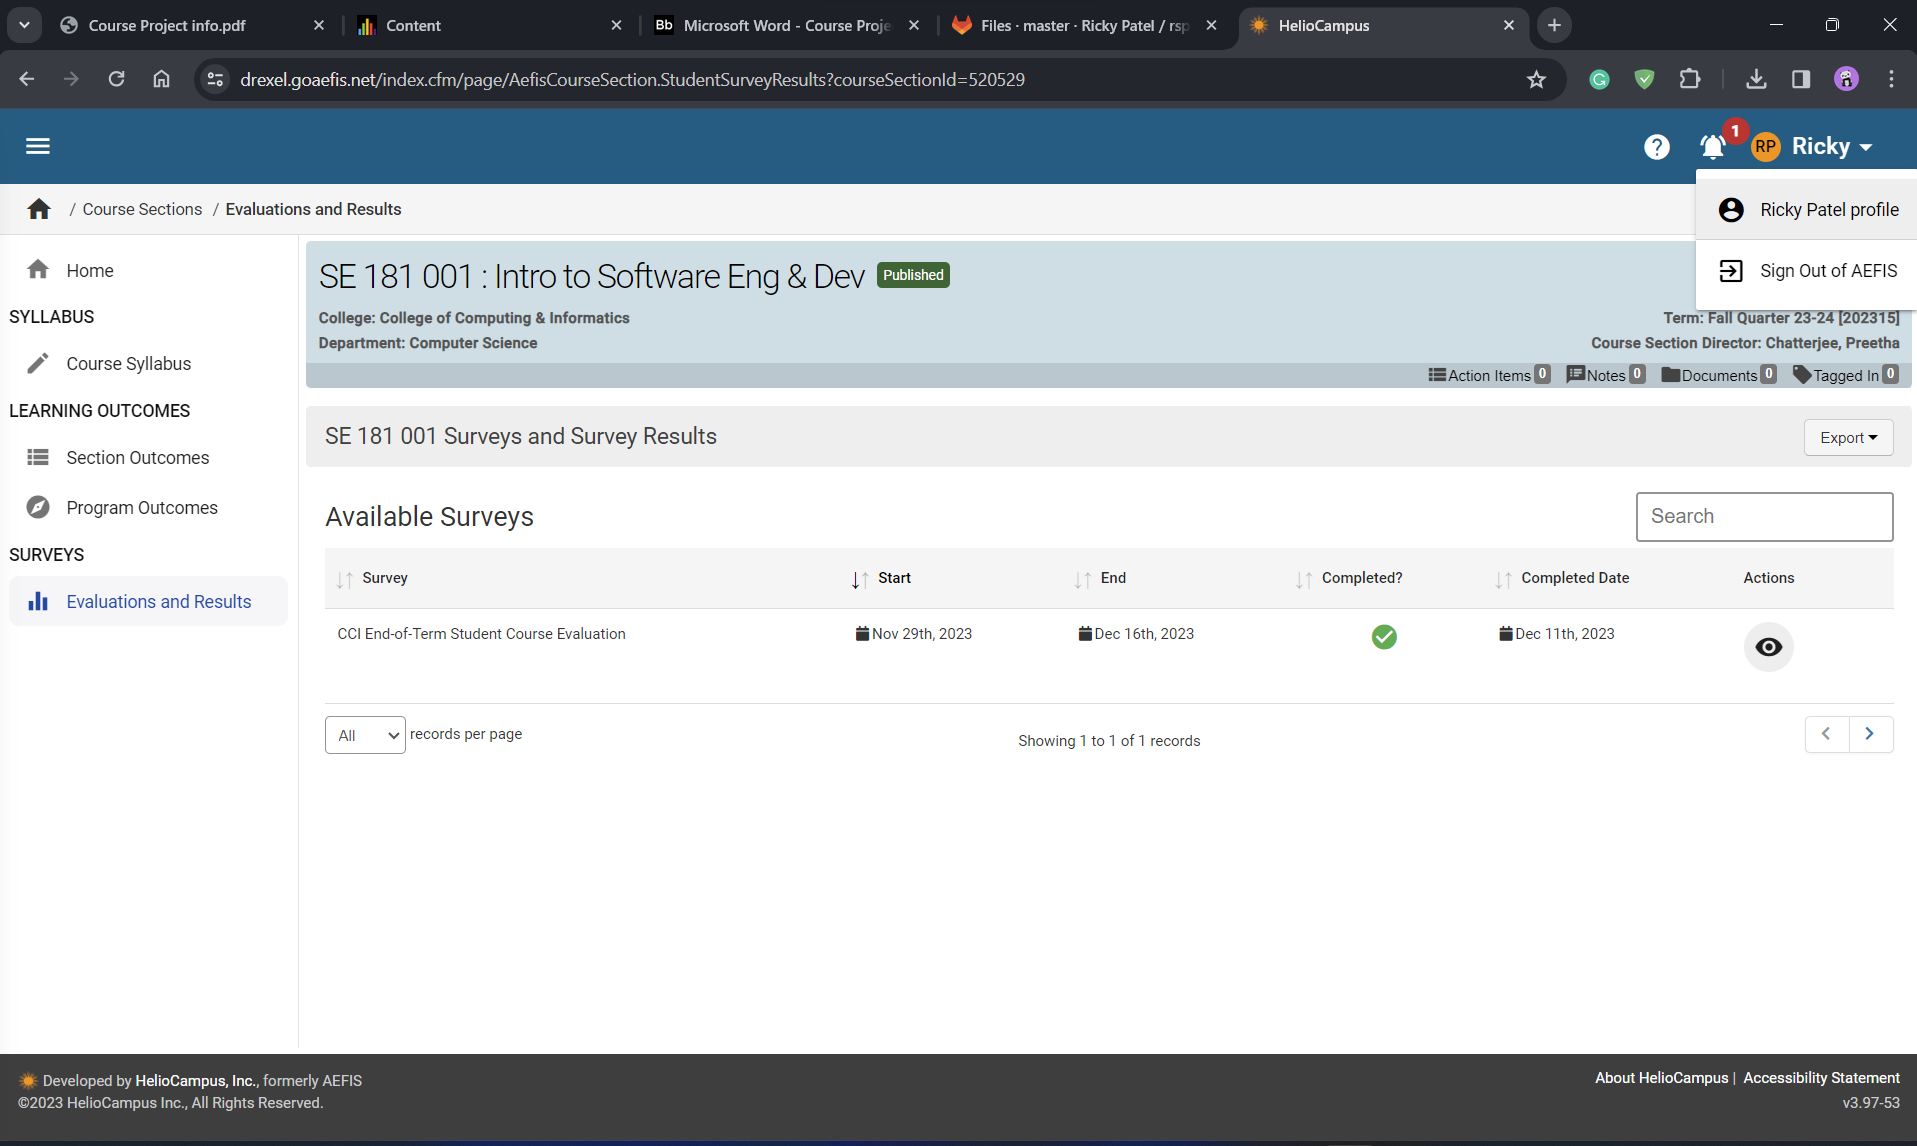 Course Project info.pdf
Content
Bb Microsoft Word - Course Proje
Files · master · Ricky Patel / rsp
HelioCampus
drexel.goaefis.net/index.cfm/page/AefisCourseSection.StudentSurveyResults?courseSectionId=520529
? 1 RP Ricky
/ Course Sections / Evaluations and Results
Ricky Patel profile
Sign Out of AEFIS
Home
SYLLABUS
Course Syllabus
LEARNING OUTCOMES
Section Outcomes
Program Outcomes
SURVEYS
Evaluations and Results
SE 181 001 : Intro to Software Eng & Dev Published
College: College of Computing & Informatics
Term: Fall Quarter 23-24 [202315]
Department: Computer Science
Course Section Director: Chatterjee, Preetha
Action Items 0 Notes 0 Documents 0 Tagged In 0
SE 181 001 Surveys and Survey Results
Export
Available Surveys
Search
Survey Start End Completed? Completed Date Actions
CCI End-of-Term Student Course Evaluation Nov 29th, 2023 Dec 16th, 2023 Dec 11th, 2023
All records per page
Showing 1 to 1 of 1 records
Developed by HelioCampus, Inc., formerly AEFIS
©2023 HelioCampus Inc., All Rights Reserved.
About HelioCampus | Accessibility Statement
v3.97-53